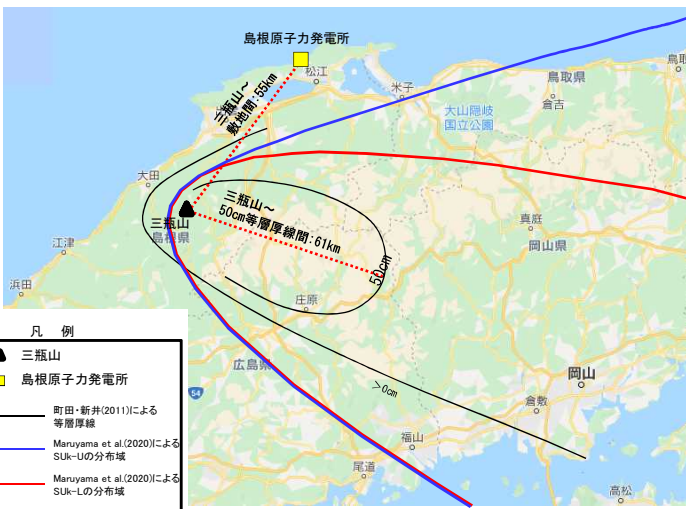 島根原子力発電所
松江
米子
鳥取県
倉吉
大山隠岐
国立公園
三瓶山~
敷地間:55km
大田
三瓶山~
50cm等層厚線間:61km
三瓶山
島根県
50cm
真庭
岡山県
江津
浜田
庄原
広島県
>0cm
岡山
倉敷
54
福山
尾道
高松
凡 例
三瓶山
島根原子力発電所
町田・新井(2011)による
等層厚線
Maruyama et al.(2020)による
SUk-Uの分布域
Maruyama et al.(2020)による
SUk-Lの分布域